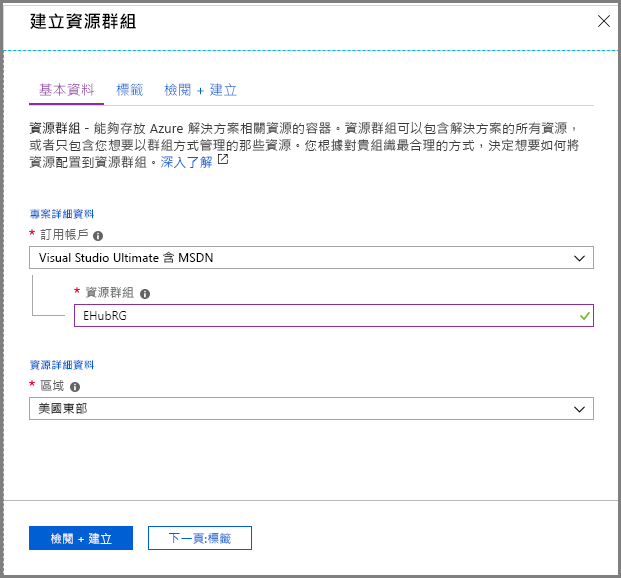 建立資源群組
基本資料 標籤 檢閱 + 建立
資源群組 - 能夠存放 Azure 解決方案相關資源的容器。資源群組可以包含解決方案的所有資源，
或者只包含您想要以群組方式管理的那些資源。您根據對貴組織最合理的方式，決定想要如何將
資源配置到資源群組。深入了解
專案詳細資料
* 訂用帳戶
Visual Studio Ultimate 含 MSDN
* 資源群組
EHubRG
資源詳細資料
* 區域
美國東部
檢閱 + 建立 下一頁:標籤